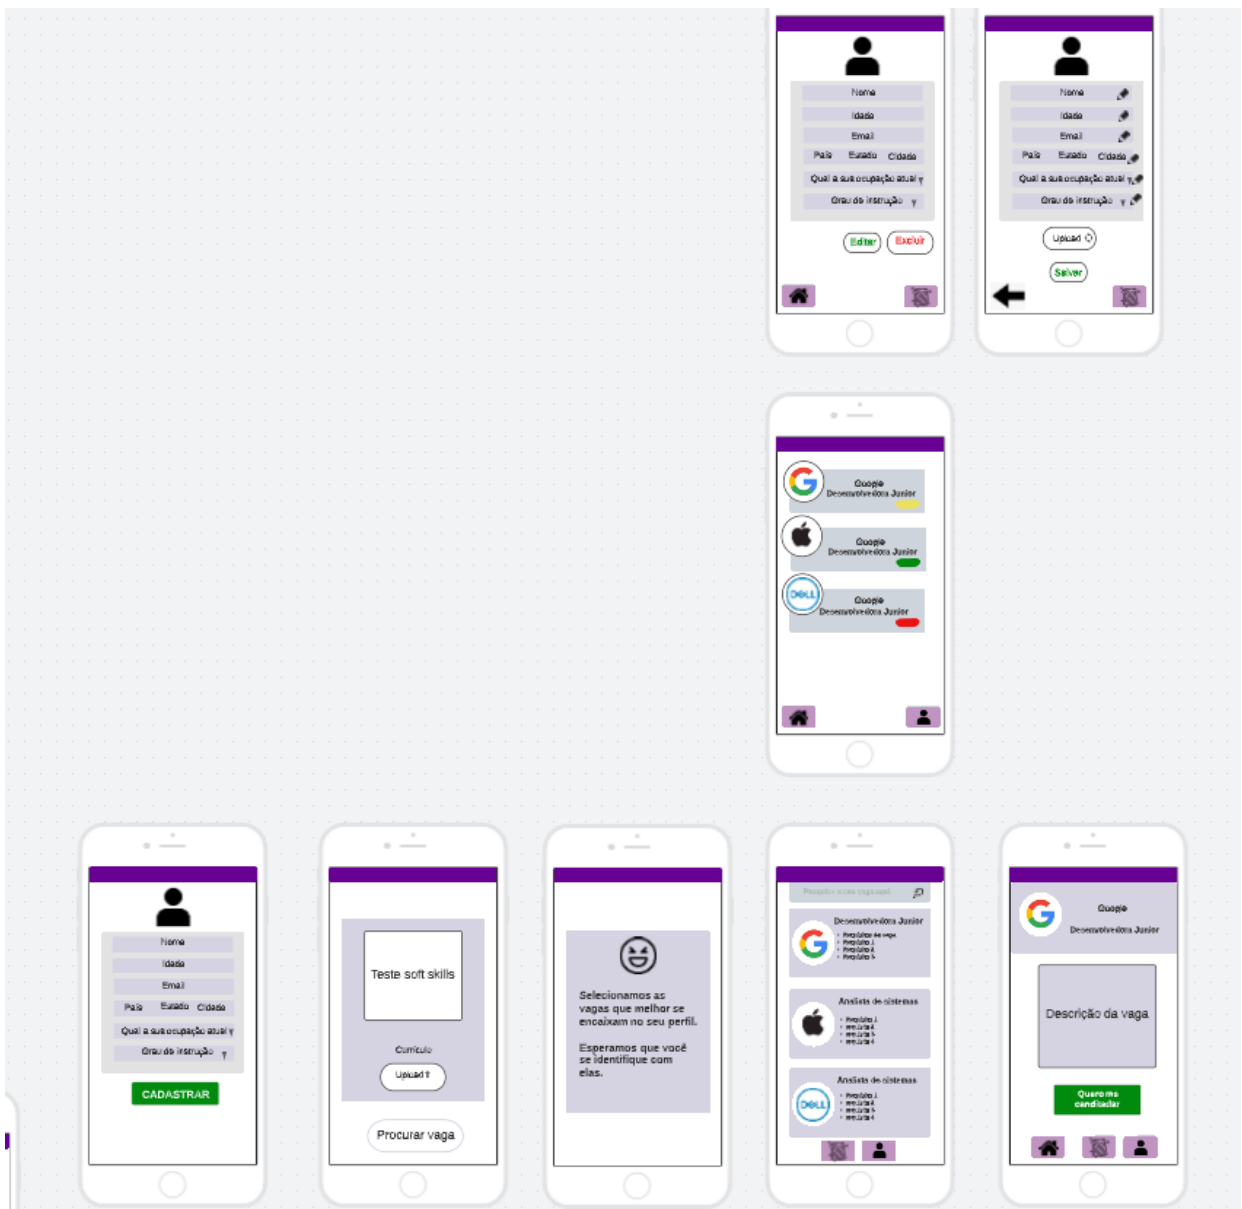 Nome
Idade
Email
País Estado Cidade
Qual a sua ocupação atual
Grau de instrução
Editar
Excluir
Nome
Idade
Email
País Estado Cidade
Qual a sua ocupação atual
Grau de instrução
Upload
Salvar
Google
Desenvolvedora Junior
Google
Desenvolvedora Junior
DELL
Google
Desenvolvedora Junior
Nome
Idade
Email
País Estado Cidade
Qual a sua ocupação atual
Grau de instrução
CADASTRAR
Teste soft skills
Currículo
Upload
Procurar vaga
Selecionamos as
vagas que melhor se
encaixam no seu perfil.
Esperamos que você
se identifique com
elas.
Desenvolvedora Junior
Analista de sistemas
DELL
Analista de sistemas
Google
Desenvolvedora Junior
Descrição da vaga
Quero me
canditadar